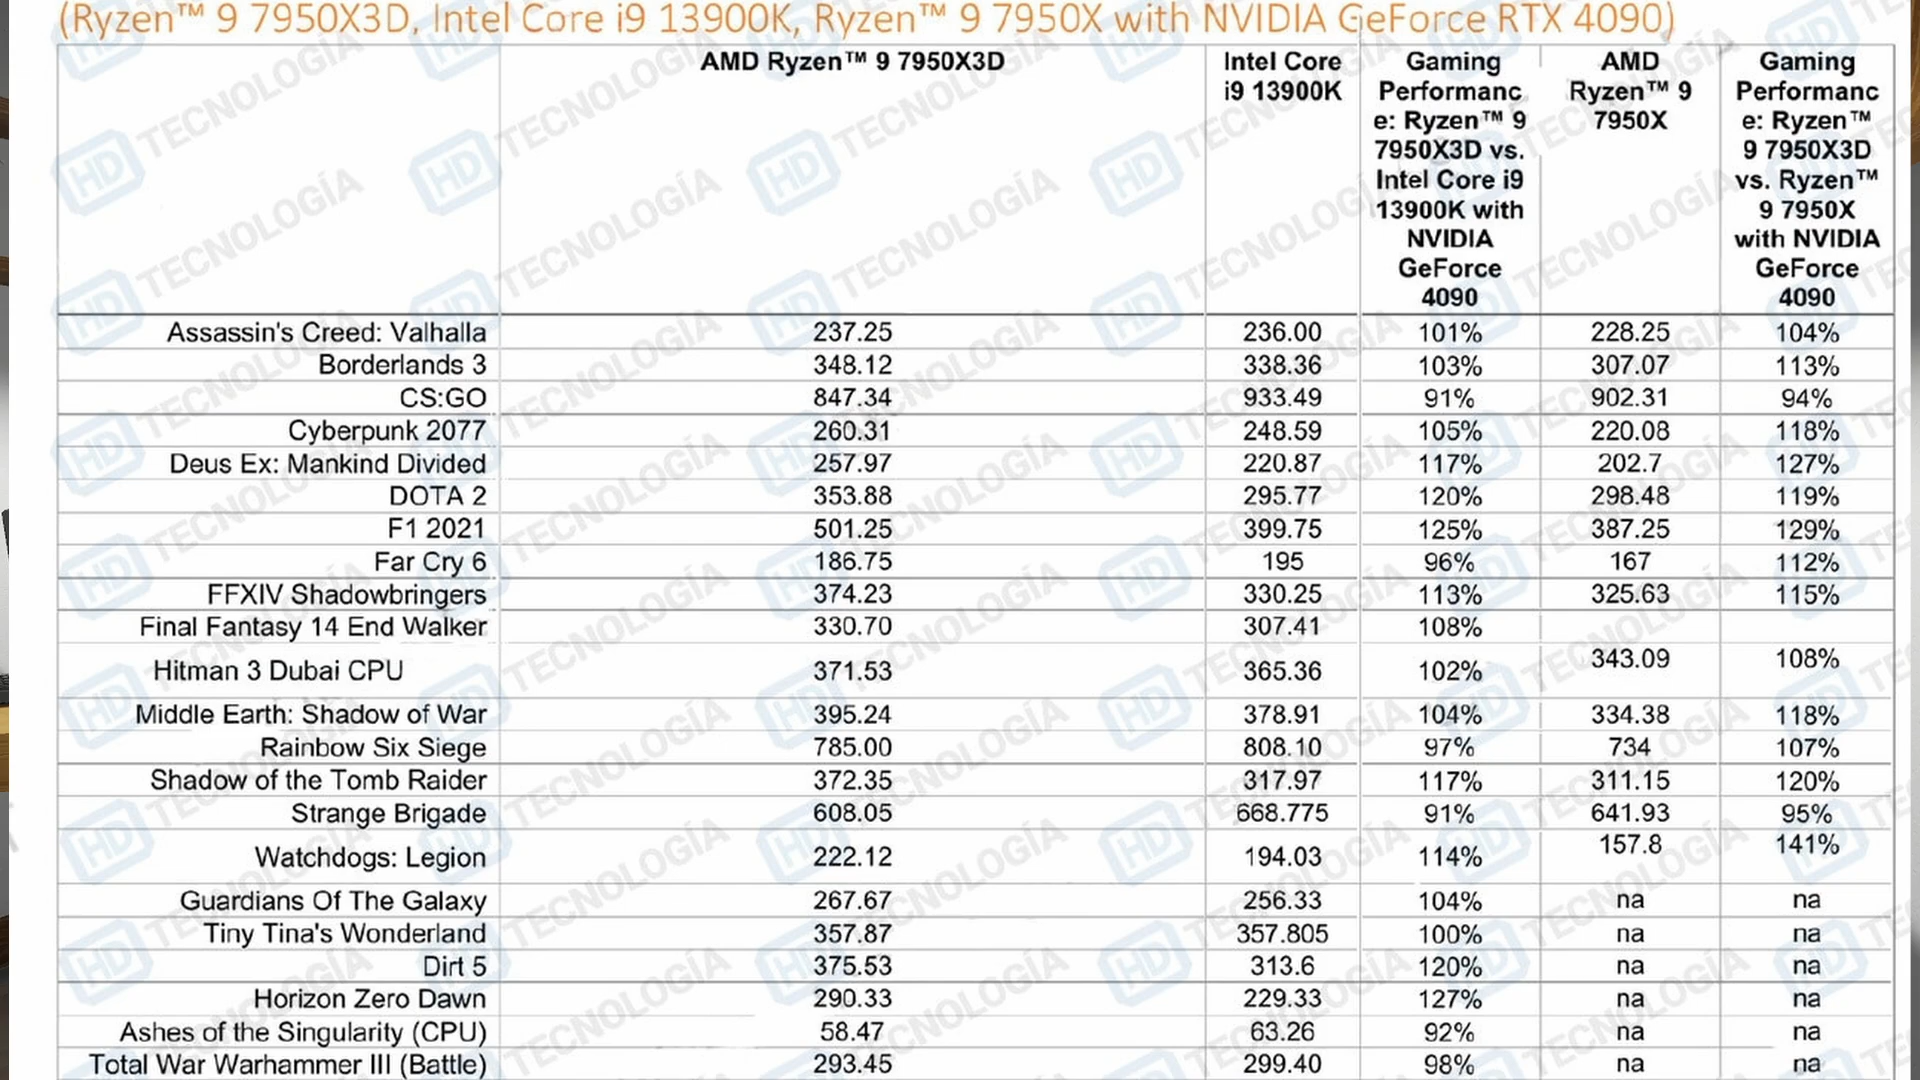 (Ryzen™ 9 7950X3D, Intel Core i9 13900K, Ryzen™ 9 7950X with NVIDIA GeForce RTX 4090)
AMD Ryzen™ 9 7950X3D
Intel Core
i9 13900K
Gaming
Performanc
e: Ryzen™ 9
7950X3D vs.
Intel Core i9
13900K with
NVIDIA
GeForce
4090
AMD
Ryzen™ 9
7950X
Gaming
Performanc
e: Ryzen™
9 7950X3D
vs. Ryzen™
9 7950X
with NVIDIA
GeForce
4090
Assassin's Creed: Valhalla 237.25 236.00 101% 228.25 104%
Borderlands 3 348.12 338.36 103% 307.07 113%
CS:GO 847.34 933.49 91% 902.31 94%
Cyberpunk 2077 260.31 248.59 105% 220.08 118%
Deus Ex: Mankind Divided 257.97 220.87 117% 202.7 127%
DOTA 2 353.88 295.77 120% 298.48 119%
F1 2021 501.25 399.75 125% 387.25 129%
Far Cry 6 186.75 195 96% 167 112%
FFXIV Shadowbringers 374.23 330.25 113% 325.63 115%
Final Fantasy 14 End Walker 330.70 307.41 108%
Hitman 3 Dubai CPU 371.53 365.36 102% 343.09 108%
Middle Earth: Shadow of War 395.24 378.91 104% 334.38 118%
Rainbow Six Siege 785.00 808.10 97% 734 107%
Shadow of the Tomb Raider 372.35 317.97 117% 311.15 120%
Strange Brigade 608.05 668.775 91% 641.93 95%
Watchdogs: Legion 222.12 194.03 114% 157.8 141%
Guardians Of The Galaxy 267.67 256.33 104% na na
Tiny Tina's Wonderland 357.87 357.805 100% na na
Dirt 5 375.53 313.6 120% na na
Horizon Zero Dawn 290.33 229.33 127% na na
Ashes of the Singularity (CPU) 58.47 63.26 92% na na
Total War Warhammer III (Battle) 293.45 299.40 98% na na
HD TECNOLOGÍA